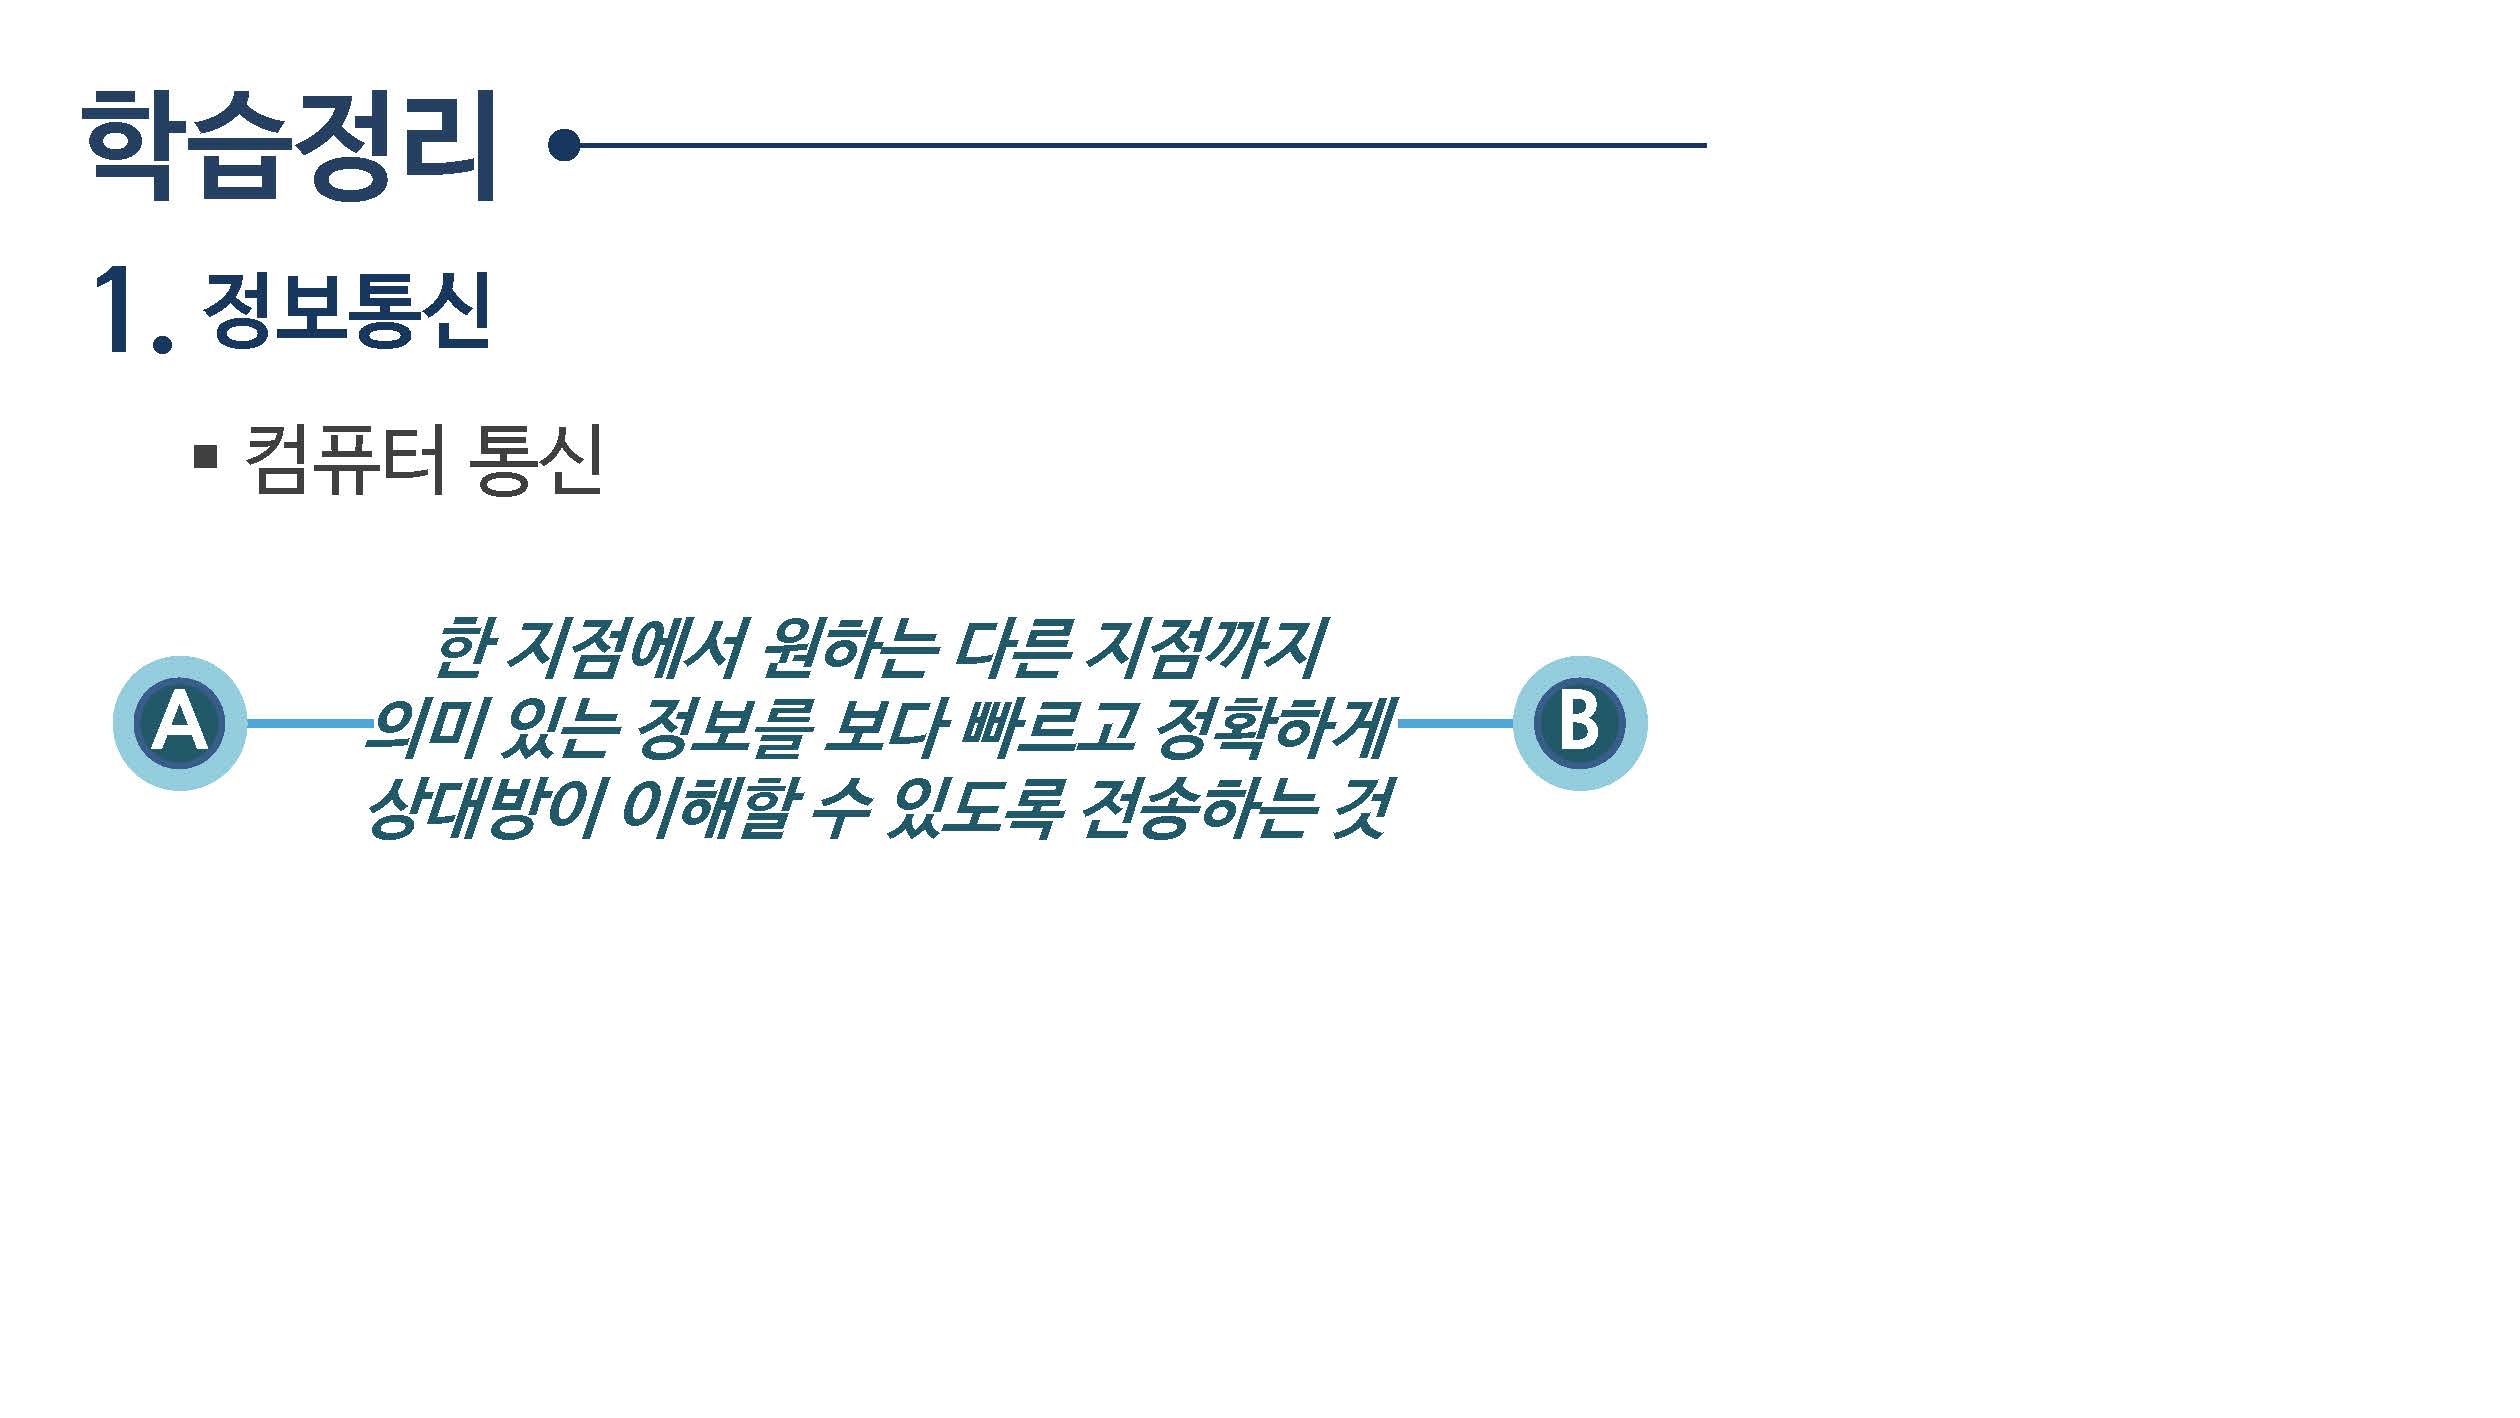 학습정리
1. 정보통신
▪ 컴퓨터 통신
한 지점에서 원하는 다른 지점까지
A 의미 있는 정보를 보다 빠르고 정확하게 B
상대방이 이해할 수 있도록 전송하는 것